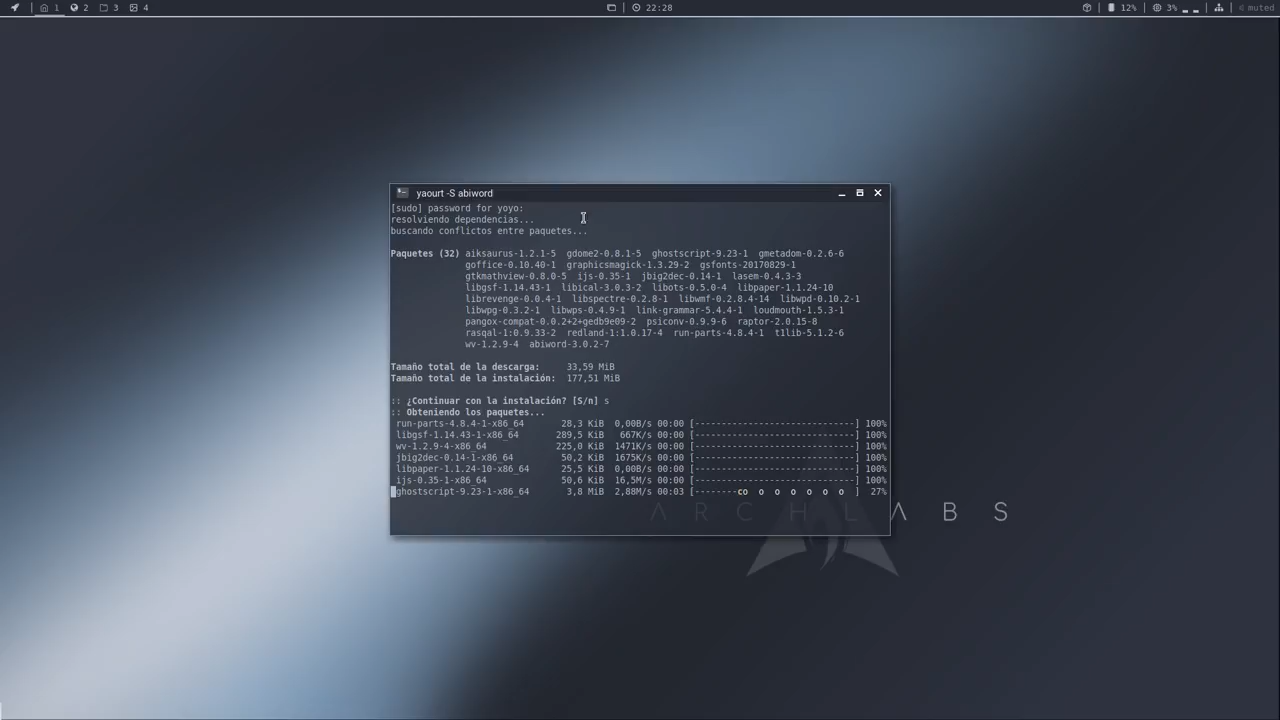 1 2 3 4 22:28 12% 3% muted
yaourt -S abiword
[sudo] password for yoyo:
resolviendo dependencias...
buscando conflictos entre paquetes...
Paquetes (32) aiksaurus-1.2.1-5 gdome2-0.8.1-5 ghostscript-9.23-1 gmetadom-0.2.6-6
goffice-0.10.40-1 graphicsmagick-1.3.29-2 gsfonts-20170829-1
gtkmathview-0.8.0-5 ijs-0.35-1 jbig2dec-0.14-1 lasem-0.4.3-3
libgsf-1.14.43-1 libical-3.0.3-2 libots-0.5.0-4 libpaper-1.1.24-10
librevenge-0.0.4-1 libspectre-0.2.8-1 libwmf-0.2.8.4-14 libwpd-0.10.2-1
libwpg-0.3.2-1 libwps-0.4.9-1 link-grammar-5.4.4-1 loudmouth-1.5.3-1
pangox-compat-0.0.2+2+gedb9e09-2 psiconv-0.9.9-6 raptor-2.0.15-8
rasqal-1:0.9.33-2 redland-1:1.0.17-4 run-parts-4.8.4-1 t1lib-5.1.2-6
wv-1.2.9-4 abiword-3.0.2-7
Tamaño total de la descarga: 33,59 MiB
Tamaño total de la instalación: 177,51 MiB
:: ¿Continuar con la instalación? [S/n] s
:: Obteniendo los paquetes...
run-parts-4.8.4-1-x86_64 28,3 KiB 0,00B/s 00:00 [------------------------------] 100%
libgsf-1.14.43-1-x86_64 289,5 KiB 667K/s 00:00 [------------------------------] 100%
wv-1.2.9-4-x86_64 225,0 KiB 1471K/s 00:00 [------------------------------] 100%
jbig2dec-0.14-1-x86_64 50,2 KiB 1675K/s 00:00 [------------------------------] 100%
libpaper-1.1.24-10-x86_64 25,5 KiB 0,00B/s 00:00 [------------------------------] 100%
ijs-0.35-1-x86_64 50,6 KiB 16,5M/s 00:00 [------------------------------] 100%
ghostscript-9.23-1-x86_64 3,8 MiB 2,88M/s 00:03 [--------co o o o o o o ] 27%
ARCHLABS